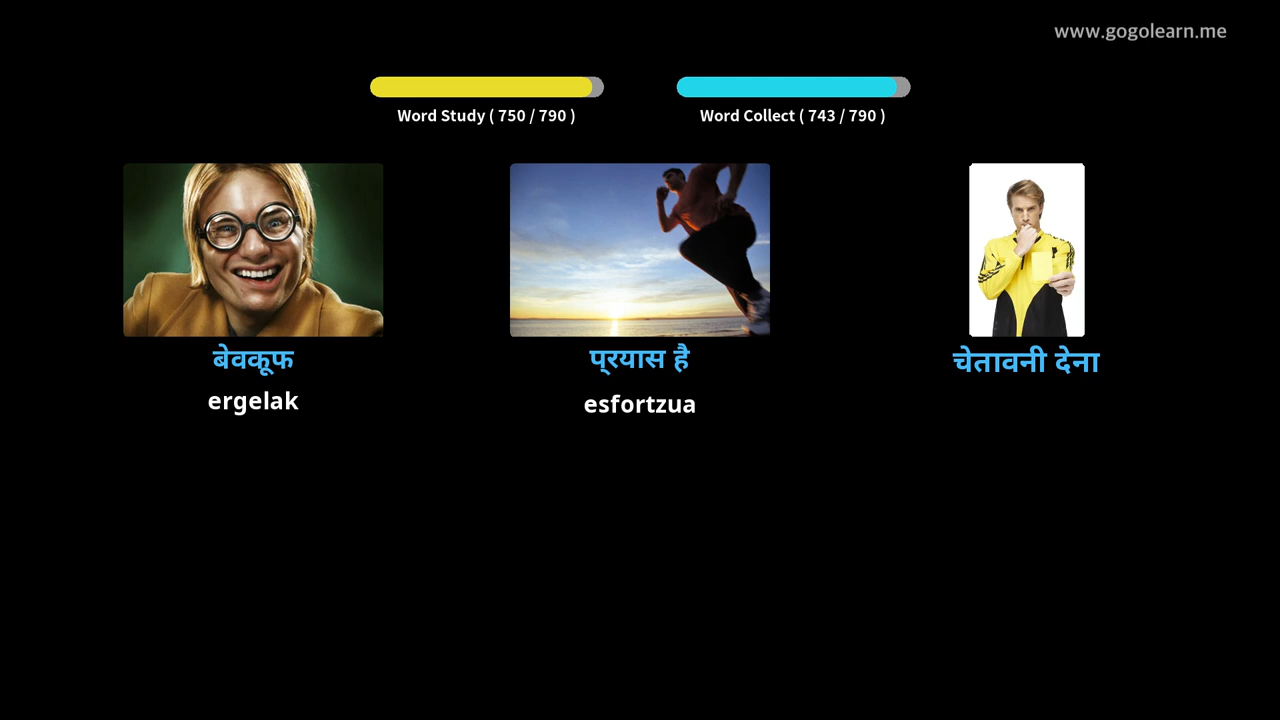 www.gogolearn.me
Word Study ( 750 / 790 )
Word Collect ( 743 / 790 )
बेवकूफ
ergelak
प्रयास है
esfortzua
चेतावनी देना